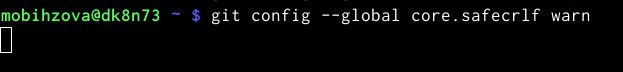 mobihzova@dk8n73 ~ $ git config --global core.safecrlf warn